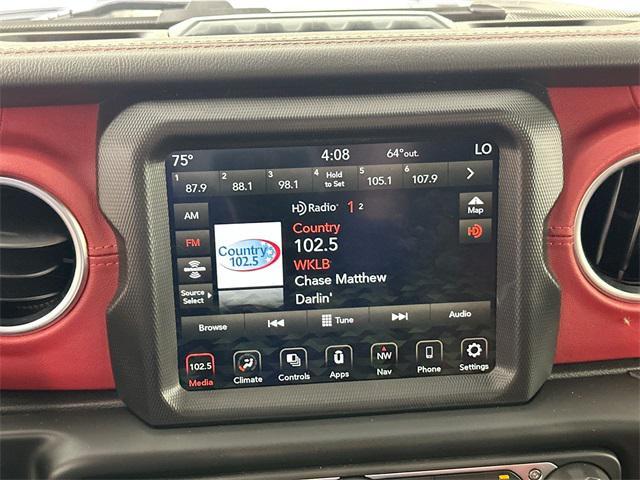 75° 4:08 64°out. LO
1 87.9 2 88.1 3 98.1 4 Hold to Set 5 105.1 6 107.9
AM
HD Radio 1 2
Map
FM
Country
102.5
HD
Country
102.5
WKLB
Chase Matthew
Darlin'
Source
Select
Browse Tune Audio
102.5 NW
Media Climate Controls Apps Nav Phone Settings